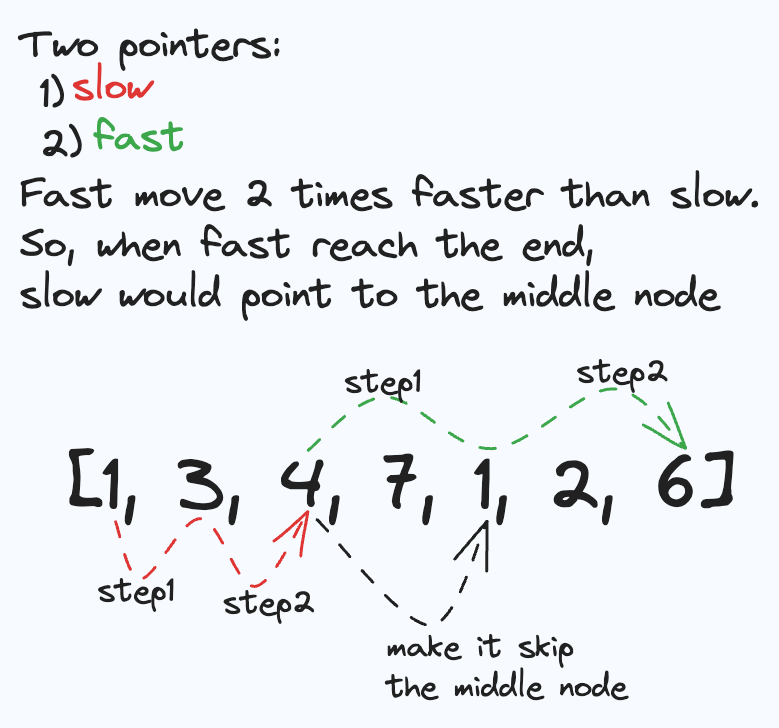 Two pointers:
1) slow
2) fast
Fast move 2 times faster than slow.
So, when fast reach the end,
slow would point to the middle node
step1
step2
[1, 3, 4, 7, 1, 2, 6]
step1
step2
make it skip
the middle node